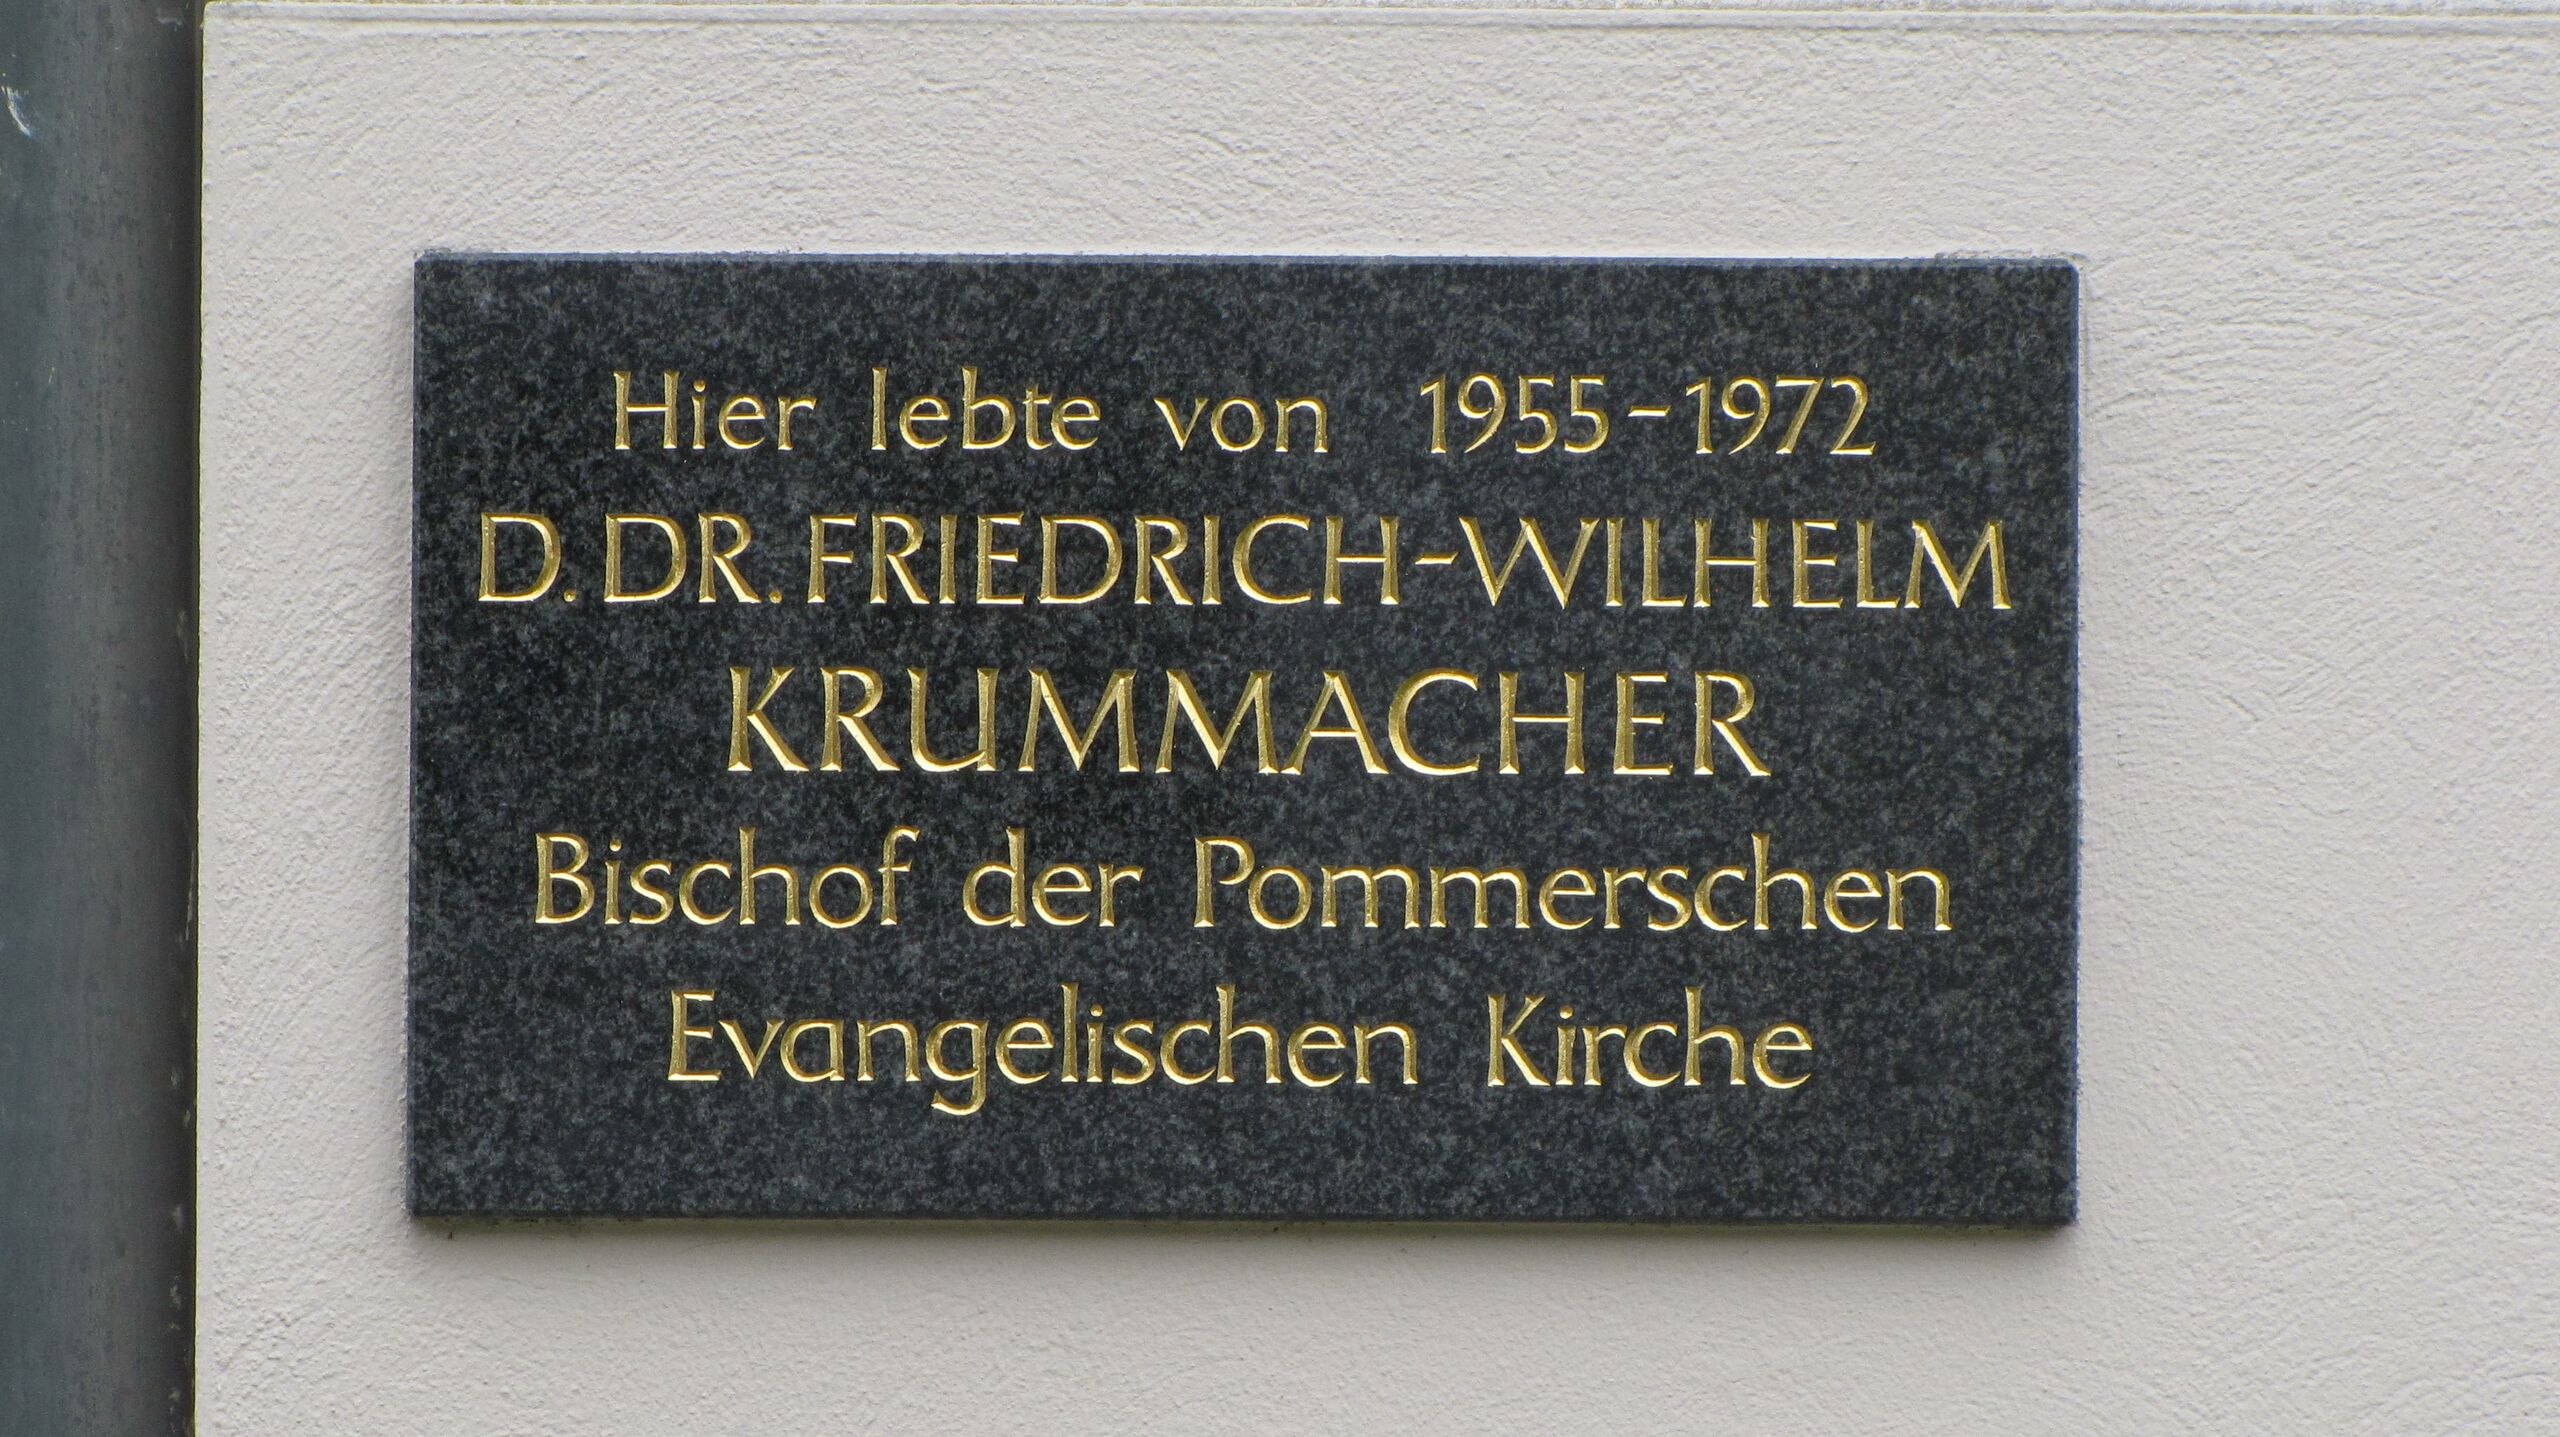 Hier lebte von 1955-1972
D. DR. FRIEDRICH-WILHELM
KRUMMACHER
Bischof der Pommerschen
Evangelischen Kirche